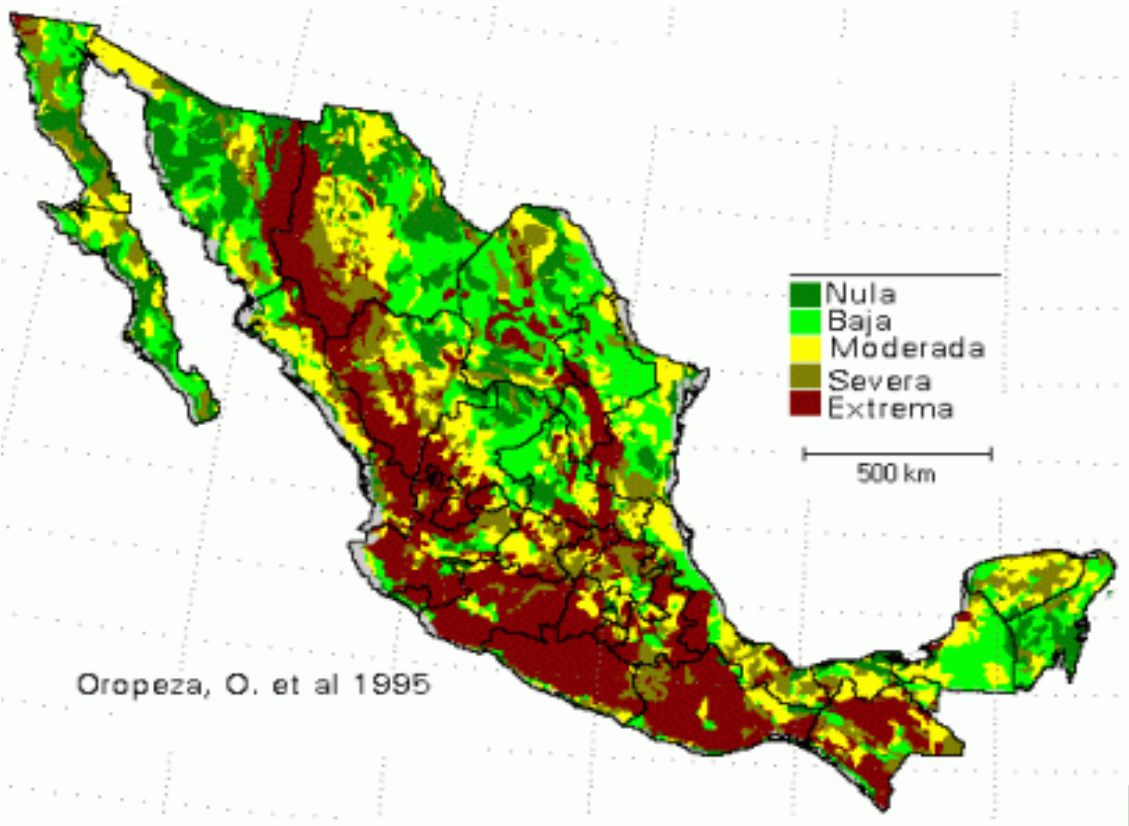 Nula
Baja
Moderada
Severa
Extrema
500 km
Oropeza, O. et al 1995